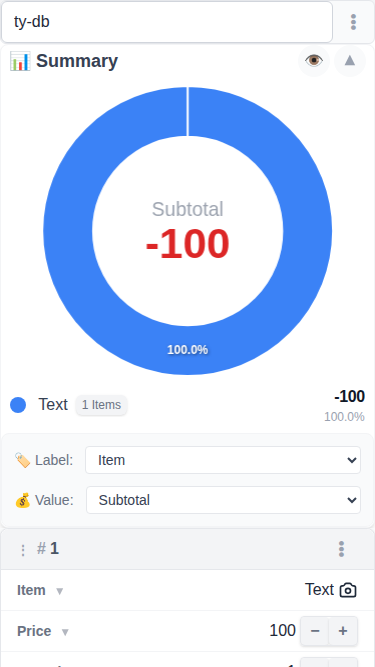 ty-db
📊 Summary
Subtotal
-100
100.0%
Text 1 Items -100
100.0%
🏷️ Label: Item
💰 Value: Subtotal
# 1
Item ▼ Text
Price ▼ 100 − +